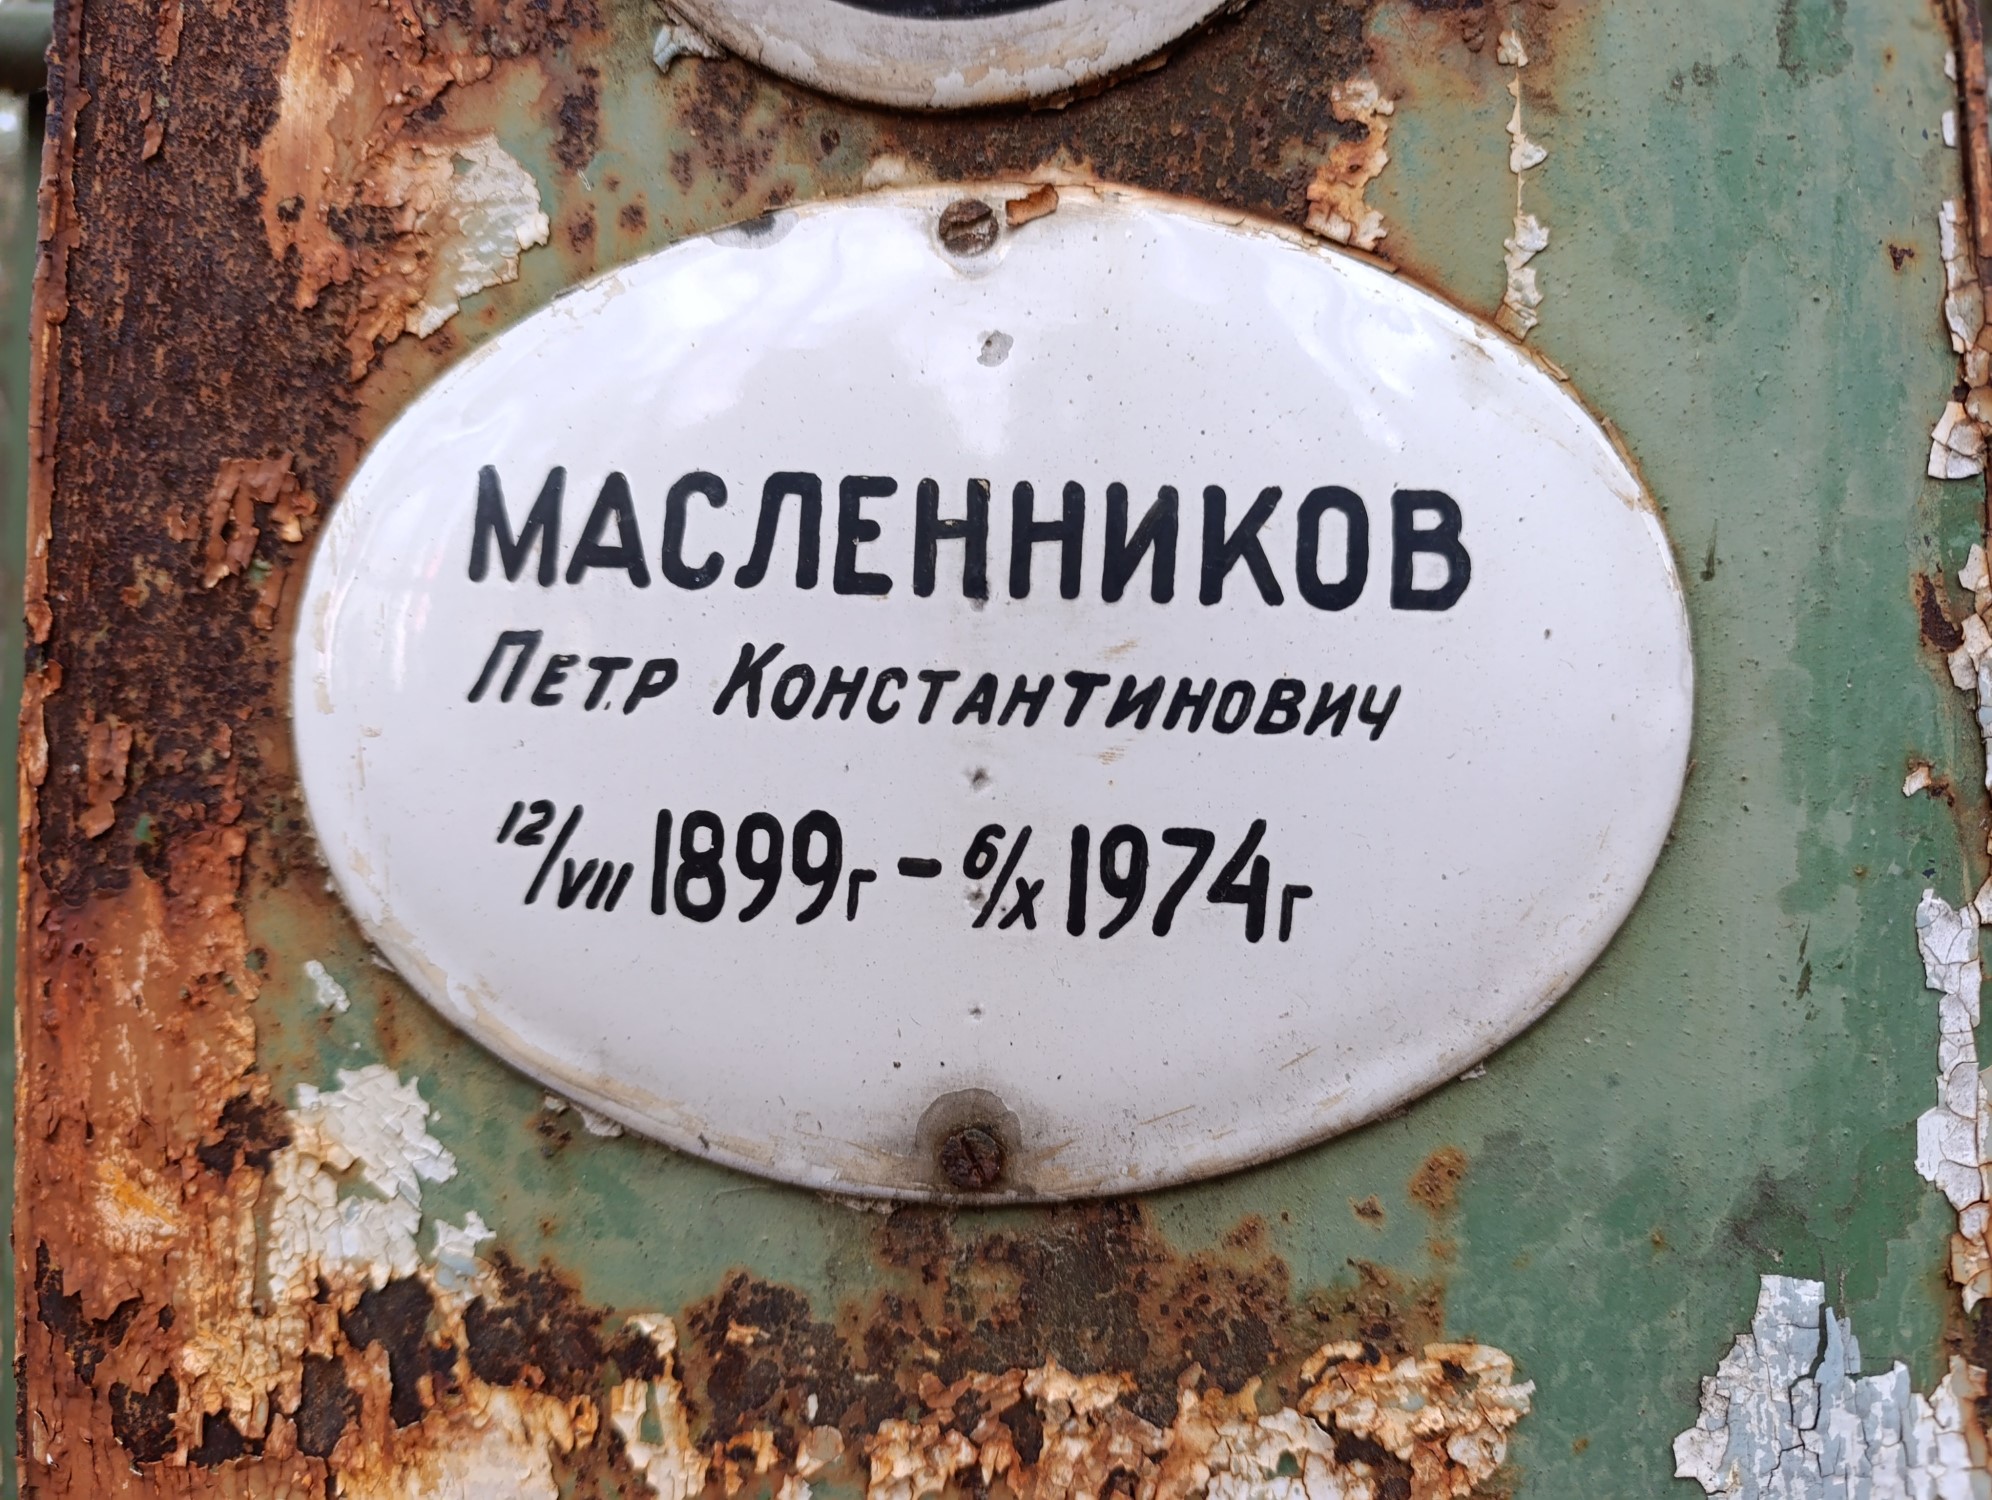 МАСЛЕННИКОВ
Петр Константинович
12/VII 1899г - 6/X 1974г